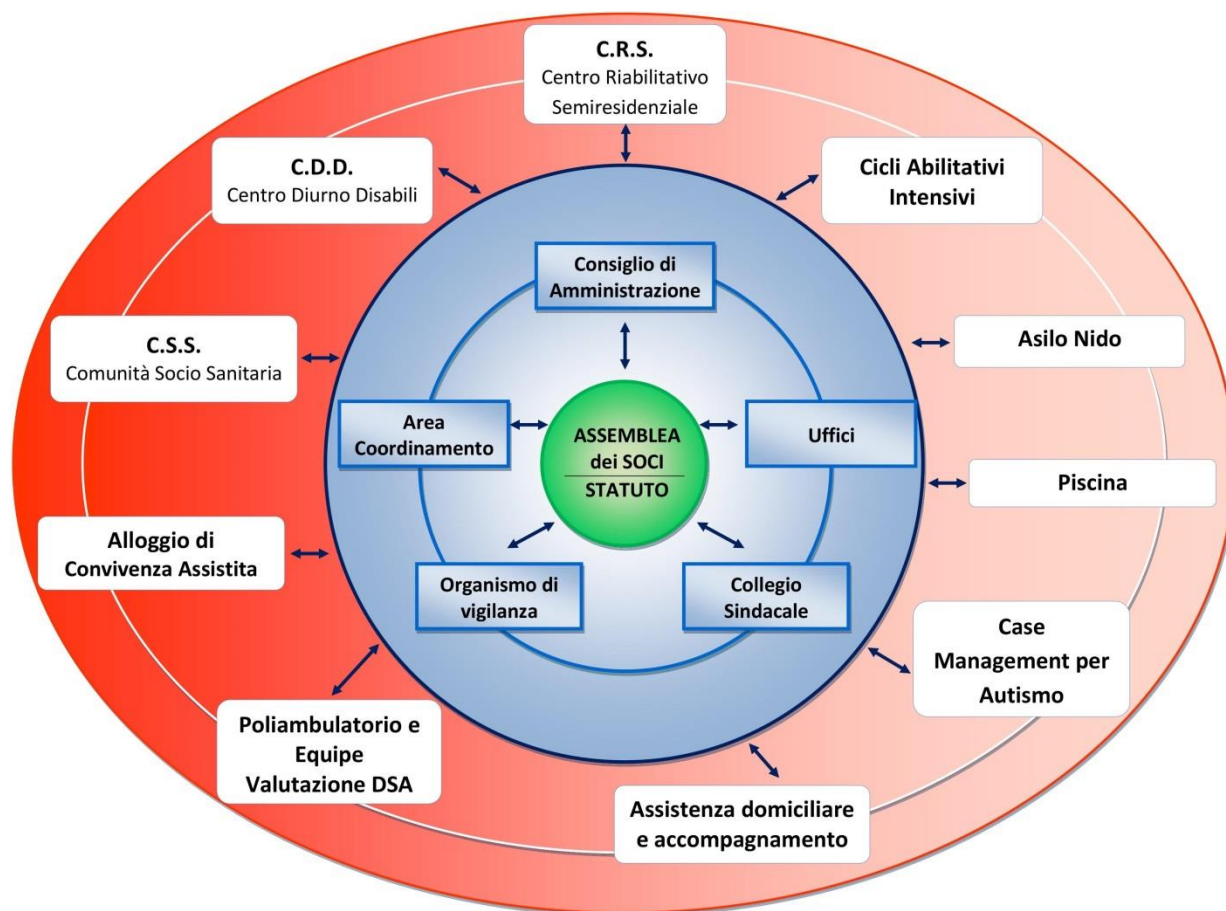 C.R.S.
Centro Riabilitativo
Semiresidenziale
C.D.D.
Centro Diurno Disabili
Cicli Abilitativi
Intensivi
Consiglio di
Amministrazione
C.S.S.
Comunità Socio Sanitaria
Asilo Nido
Area
Coordinamento
ASSEMBLEA
dei SOCI
STATUTO
Uffici
Piscina
Alloggio di
Convivenza Assistita
Organismo di
vigilanza
Collegio
Sindacale
Case
Management per
Autismo
Poliambulatorio e
Equipe
Valutazione DSA
Assistenza domiciliare
e accompagnamento